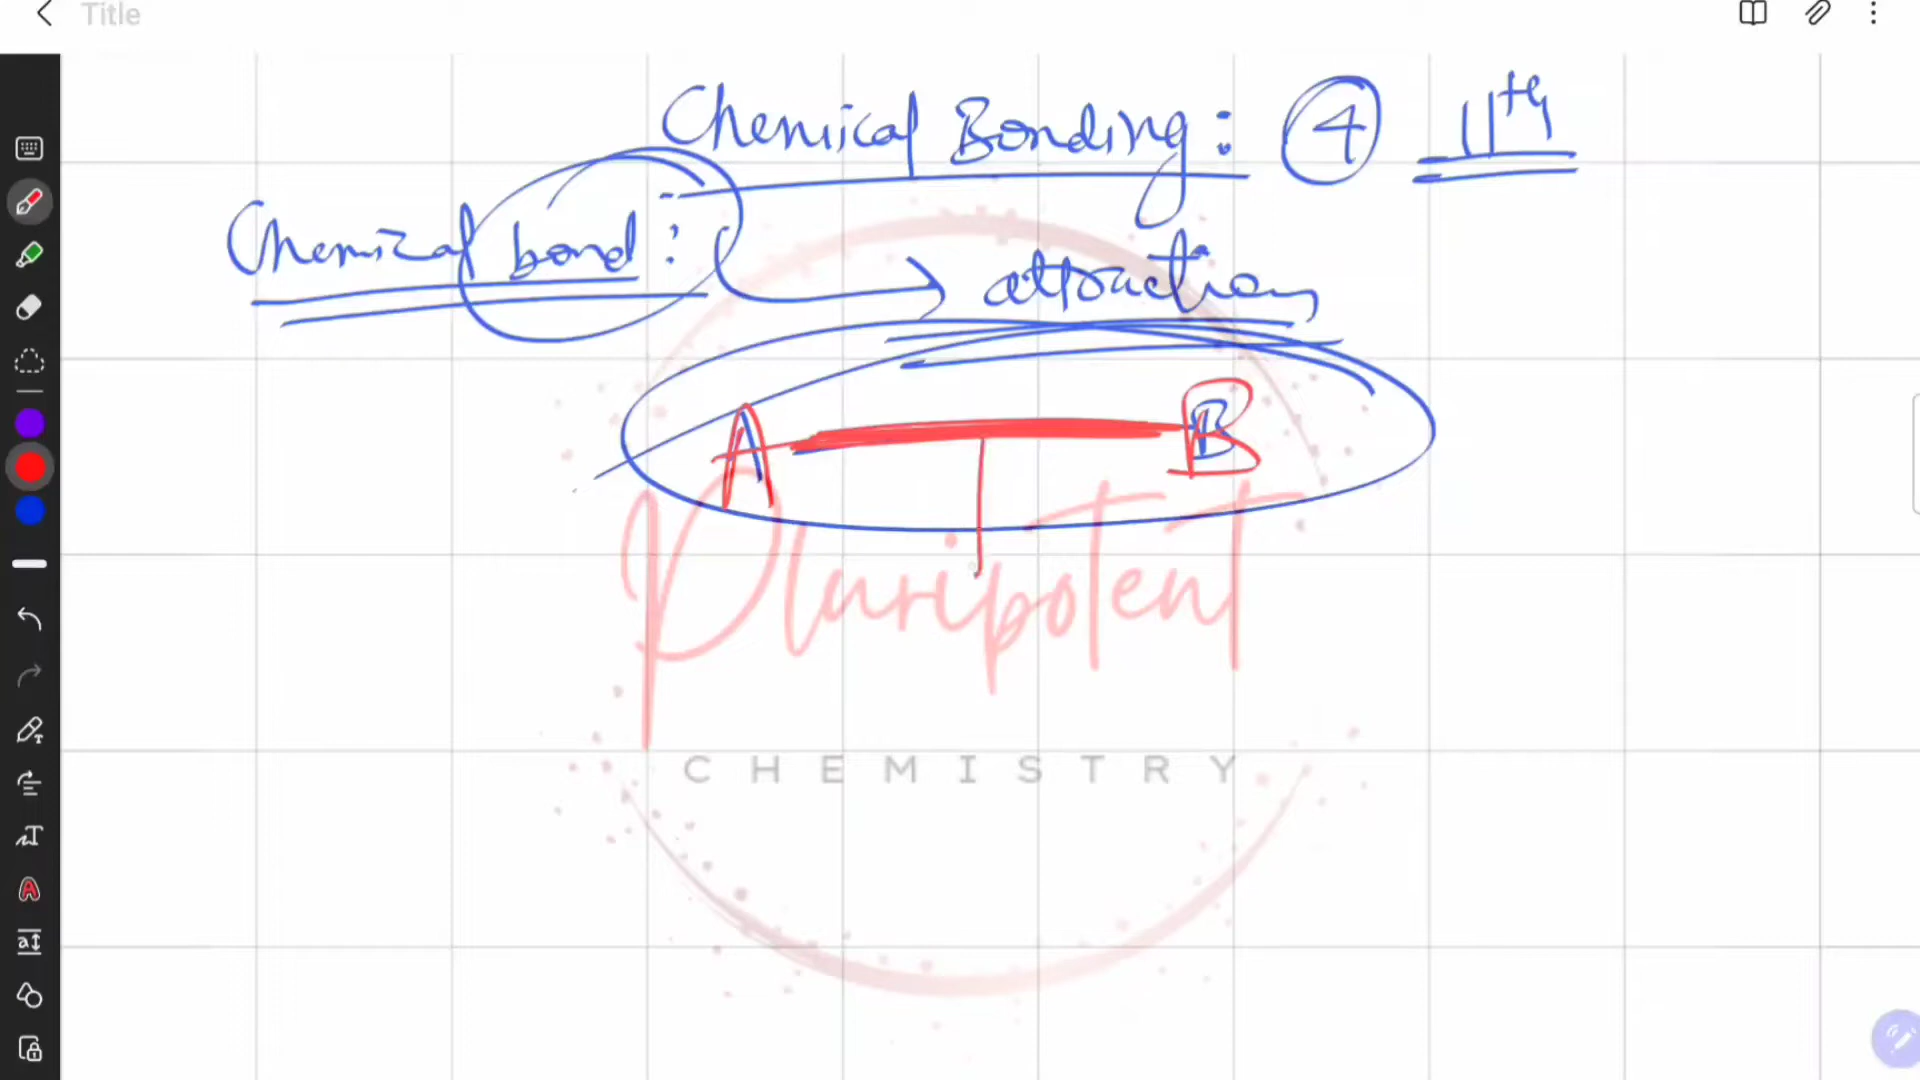 Title
Chemical Bonding: 4 11th
Chemical bond: → attraction
A B
Pluripotent
CHEMISTRY